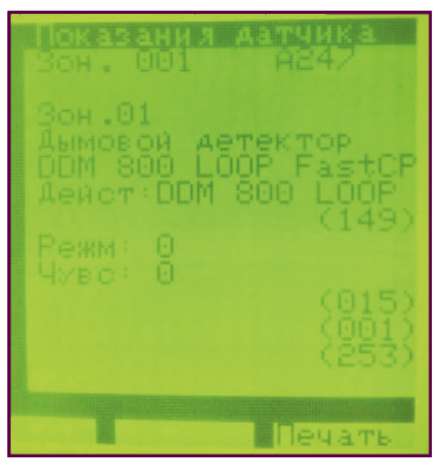 Показания датчика
Зон. 001 A247
Зон.01
Дымовой детектор
DDM 800 LOOP FastCP
Дейст:DDM 800 LOOP
(149)
Режм: 0
Чувс: 0
(015)
(001)
(253)
Печать